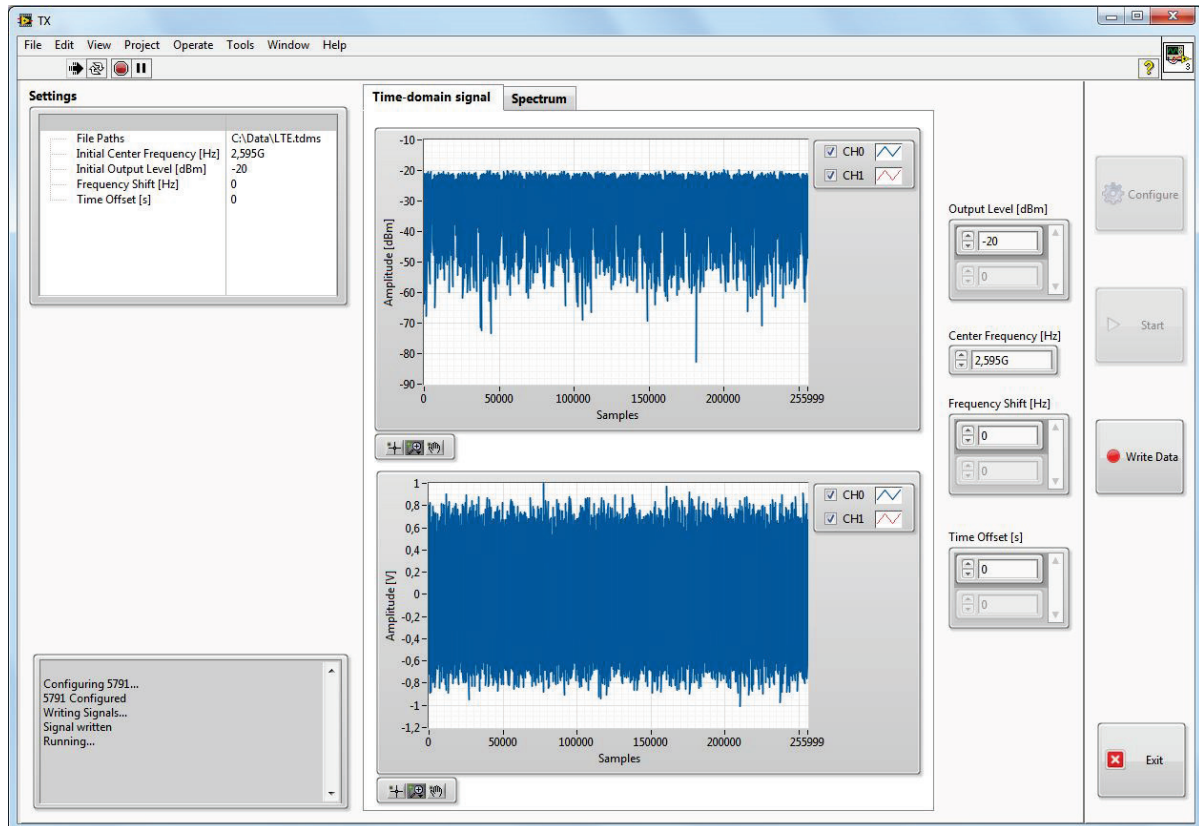 TX
File Edit View Project Operate Tools Window Help
3
Settings
File Paths C:\Data\LTE.tdms
Initial Center Frequency [Hz] 2,595G
Initial Output Level [dBm] -20
Frequency Shift [Hz] 0
Time Offset [s] 0
Configuring 5791...
5791 Configured
Writing Signals...
Signal written
Running...
Time-domain signal Spectrum
Amplitude [dBm]
-10
-20
-30
-40
-50
-60
-70
-80
-90
0 50000 100000 150000 200000 255999
Samples
CH0
CH1
Amplitude [V]
1
0,8
0,6
0,4
0,2
0
-0,2
-0,4
-0,6
-0,8
-1
-1,2
0 50000 100000 150000 200000 255999
Samples
CH0
CH1
Output Level [dBm]
-20
0
Center Frequency [Hz]
2,595G
Frequency Shift [Hz]
0
0
Time Offset [s]
0
0
Configure
Start
Write Data
Exit